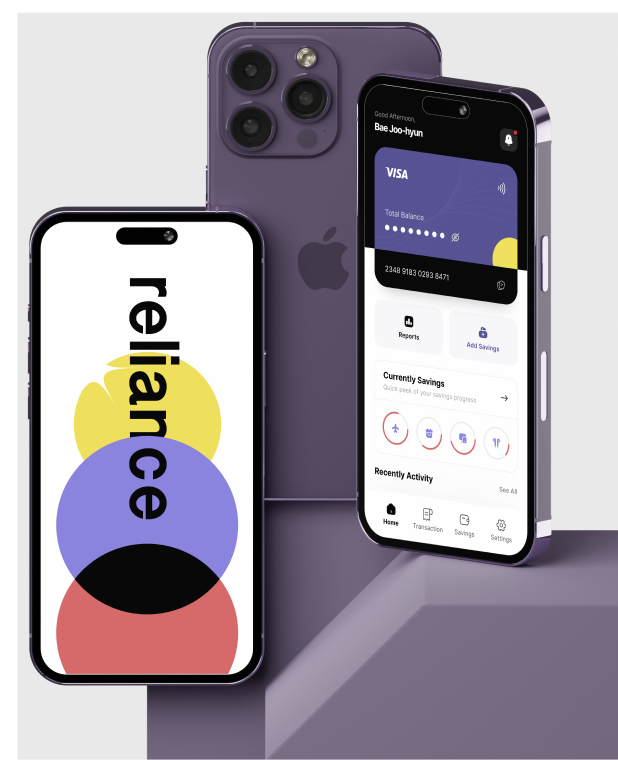 reliance
Good Afternoon,
Bae Joo-hyun
VISA
Total Balance
2348 9183 0293 8471
Reports
Add Savings
Currently Savings
Quick peek of your savings progress
Recently Activity
See All
Home
Transaction
Savings
Settings